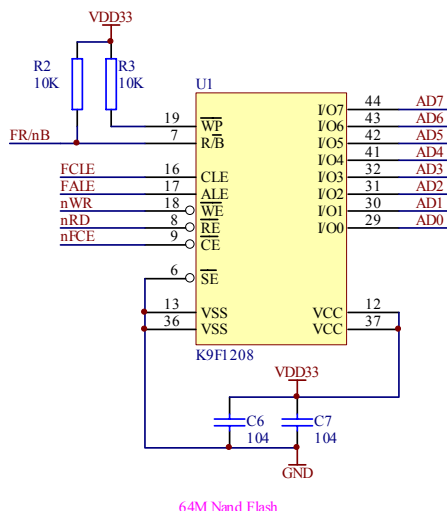 VDD33
R2 R3
10K 10K
U1
19 WP I/O7 44 AD7
FR/nB 7 R/B I/O6 43 AD6
I/O5 42 AD5
I/O4 41 AD4
FCLE 16 CLE I/O3 32 AD3
FALE 17 ALE I/O2 31 AD2
nWR 18 WE I/O1 30 AD1
nRD 8 RE I/O0 29 AD0
nFCE 9 CE
6 SE
13 VSS VCC 12
36 VSS VCC 37
K9F1208
VDD33
C6 C7
104 104
GND
64M Nand Flash